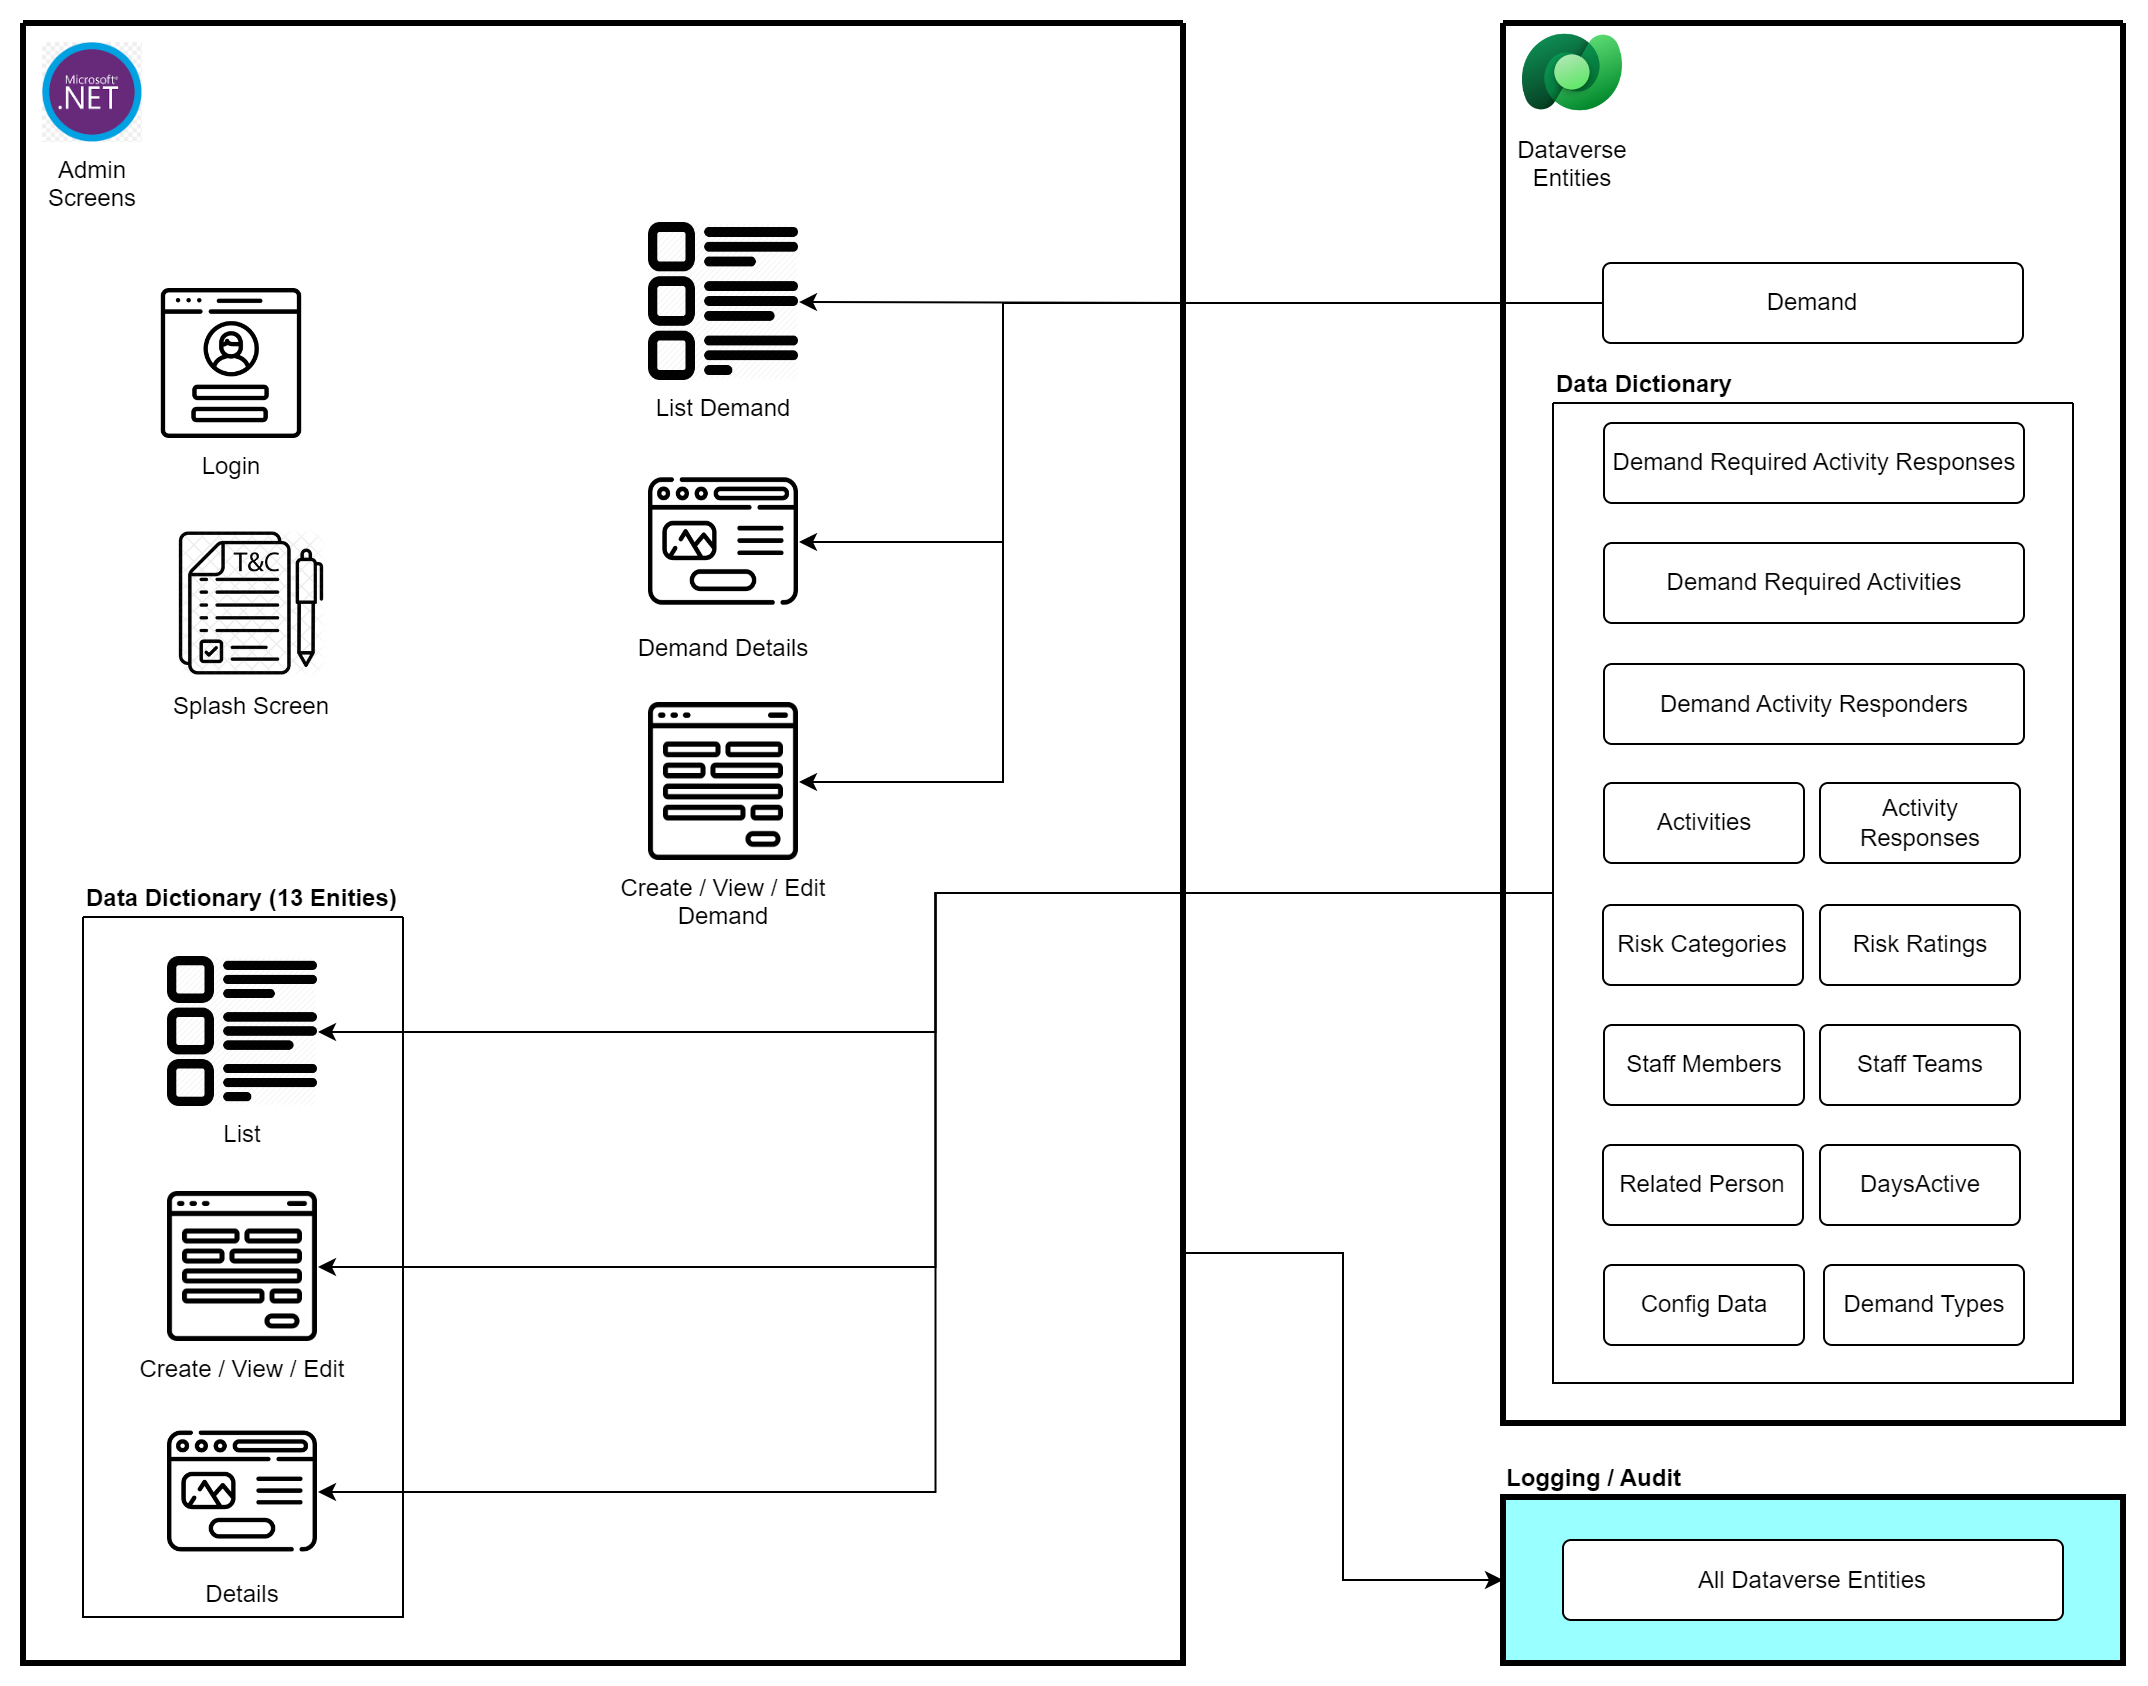 Microsoft
.NET
Admin
Screens
Login
T&C
Splash Screen
List Demand
Demand Details
Create / View / Edit
Demand
Data Dictionary (13 Enities)
List
Create / View / Edit
Details
Dataverse
Entities
Demand
Data Dictionary
Demand Required Activity Responses
Demand Required Activities
Demand Activity Responders
Activities
Activity
Responses
Risk Categories
Risk Ratings
Staff Members
Staff Teams
Related Person
DaysActive
Config Data
Demand Types
Logging / Audit
All Dataverse Entities